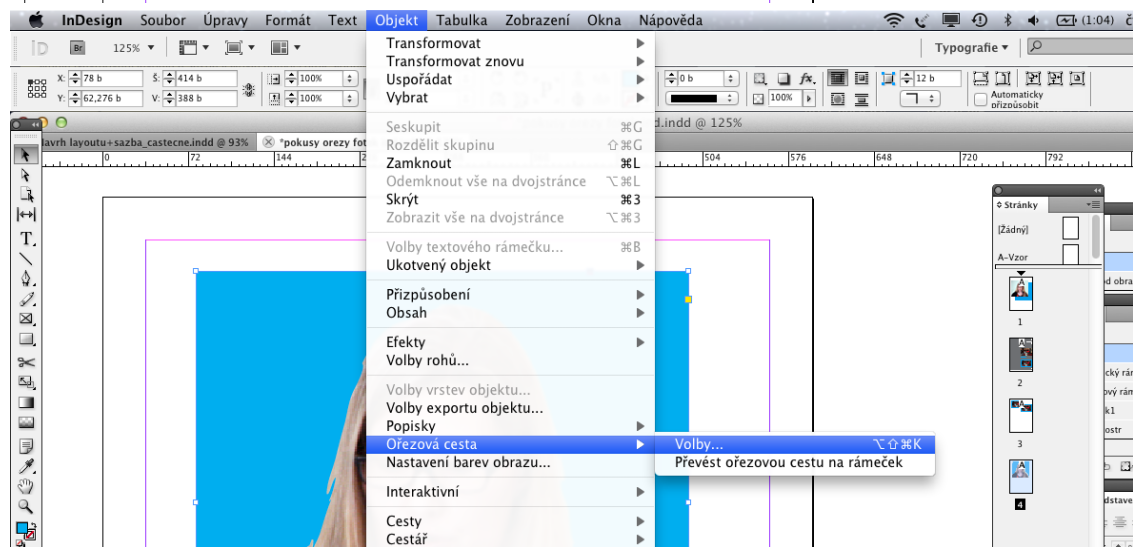 InDesign Soubor Úpravy Formát Text Objekt Tabulka Zobrazení Okna Nápověda (1:04) č
Br 125% Typografie
X: 78 b Š: 414 b 100% 0 b fx. 12 b
Y: 62,276 b V: 388 b 100% 100% Automaticky
přizpůsobit
d.indd @ 125%
lavrh layoutu+sazba_castecne.indd @ 93% *pokusy orezy fot
0 72 144 2 504 576 648 720 792
Transformovat
Transformovat znovu
Uspořádat
Vybrat
Seskupit ⌘G
Rozdělit skupinu ⇧⌘G
Zamknout ⌘L
Odemknout vše na dvojstránce ⌥⌘L
Skrýt ⌘3
Zobrazit vše na dvojstránce ⌥⌘3
Volby textového rámečku... ⌘B
Ukotvený objekt
Přizpůsobení
Obsah
Efekty
Volby rohů...
Volby vrstev objektu...
Volby exportu objektu...
Popisky
Ořezová cesta
Nastavení barev obrazu...
Interaktivní
Cesty
Cestář
Volby... ⌥⇧⌘K
Převést ořezovou cestu na rámeček
Stránky
[Žádný]
A-Vzor
A
1
A
2
A
3
A
4
d obra
cký rár
ový rám
k1
ostr
dstave